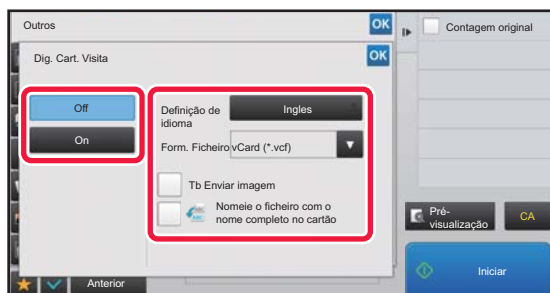 Outros
OK
Contagem original
Dig. Cart. Visita
OK
Off
On
Definição de
idioma
Ingles
Form. Ficheiro
vCard (*.vcf)
Tb Enviar imagem
Nomeie o ficheiro com o
nome completo no cartão
Pré-
visualização
CA
Anterior
Iniciar